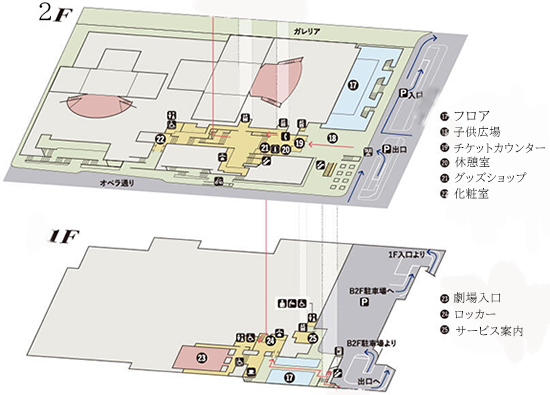 2F
ガレリア
17
P入口
17 フロア
18 子供広場
19 チケットカウンター
20 休憩室
21 グッズショップ
22 化粧室
22
21
i
20
19
18
P出口
オペラ通り
1F
1F入口より
B2F駐車場へ
P
23 劇場入口
24 ロッカー
25 サービス案内
25
24
23
B2F駐車場より
17
出口へ